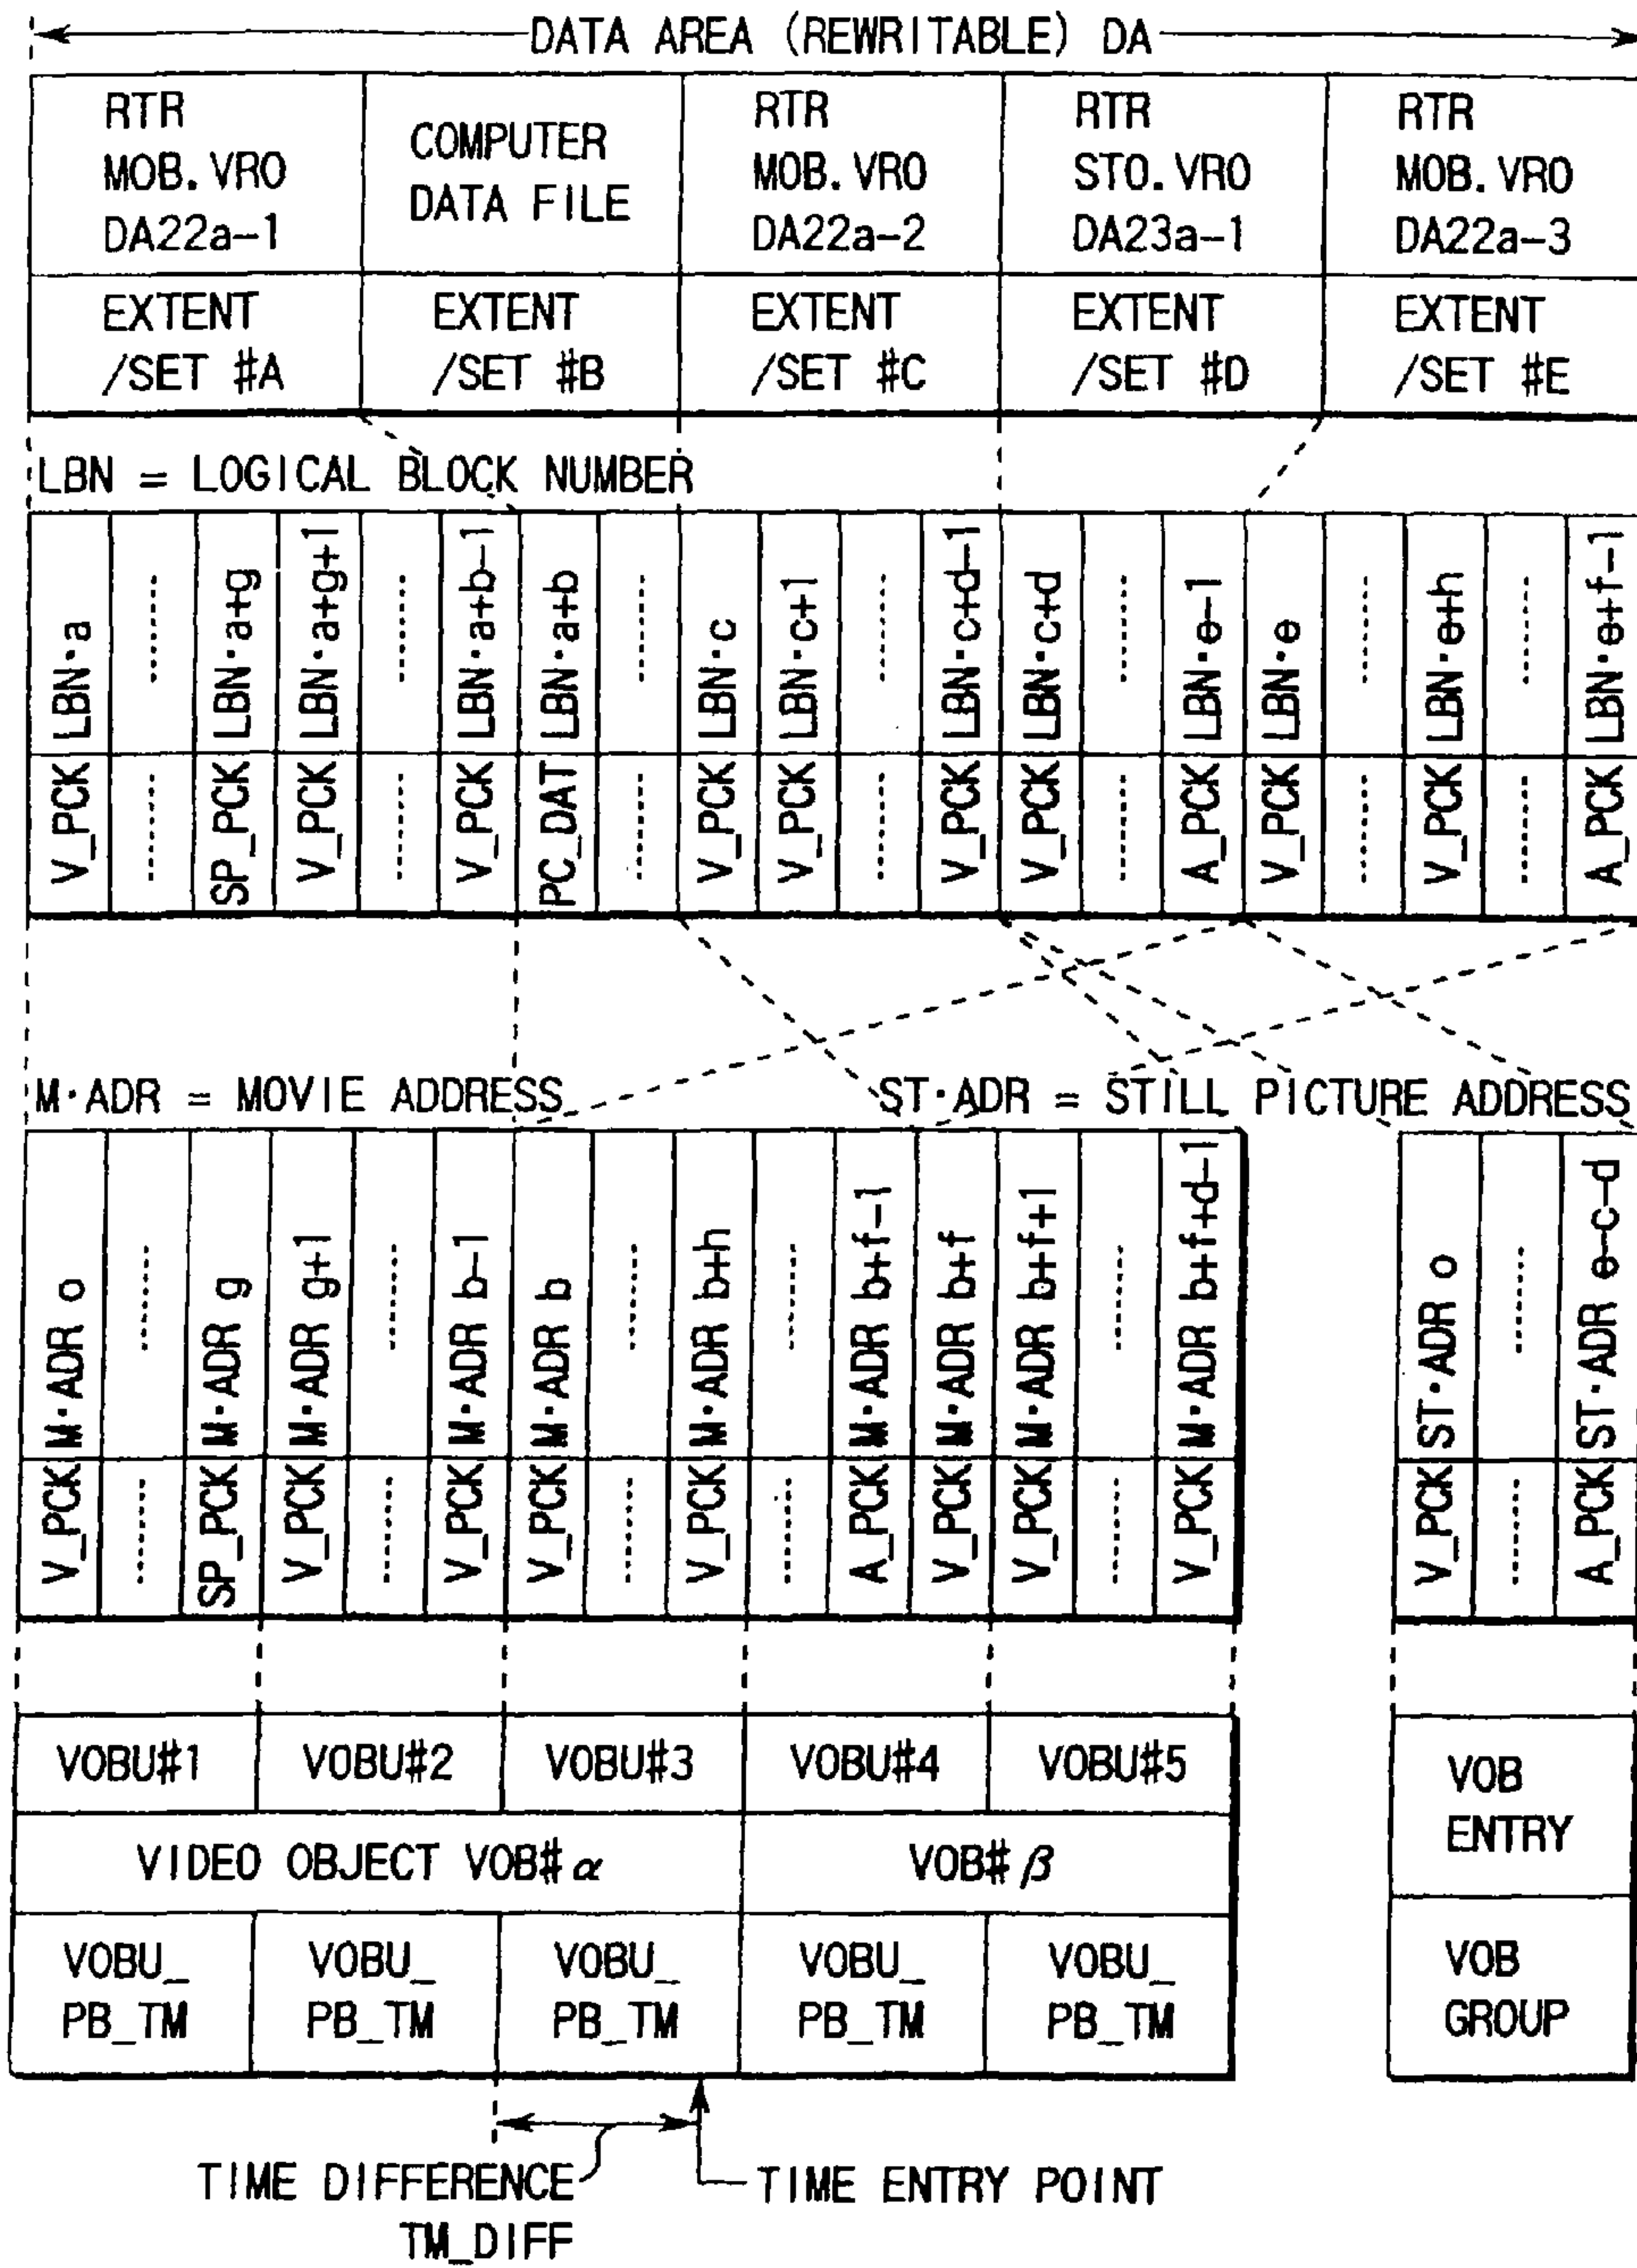 DATA AREA (REWRITABLE) DA
RTR
MOB.VRO
DA22a-1
COMPUTER
DATA FILE
RTR
MOB.VRO
DA22a-2
RTR
STO.VRO
DA23a-1
RTR
MOB.VRO
DA22a-3
EXTENT
/SET #A
EXTENT
/SET #B
EXTENT
/SET #C
EXTENT
/SET #D
EXTENT
/SET #E
LBN = LOGICAL BLOCK NUMBER
V_PCK LBN·a
SP_PCK LBN·a+g
V_PCK LBN·a+g+1
V_PCK LBN·a+b-1
PC_DAT LBN·a+b
V_PCK LBN·c
V_PCK LBN·c+1
V_PCK LBN·c+d-1
V_PCK LBN·c+d
A_PCK LBN·e-1
V_PCK LBN·e
V_PCK LBN·e+h
A_PCK LBN·e+f-1
M·ADR = MOVIE ADDRESS
ST·ADR = STILL PICTURE ADDRESS
V_PCK M·ADR o
SP_PCK M·ADR g
V_PCK M·ADR g+1
V_PCK M·ADR b-1
V_PCK M·ADR b
V_PCK M·ADR b+h
A_PCK M·ADR b+f-1
V_PCK M·ADR b+f
V_PCK M·ADR b+f+1
V_PCK M·ADR b+f+d-1
V_PCK ST·ADR o
A_PCK ST·ADR e-c-d
VOBU#1
VOBU#2
VOBU#3
VOBU#4
VOBU#5
VIDEO OBJECT VOB#α
VOB#β
VOBU_
PB_TM
VOBU_
PB_TM
VOBU_
PB_TM
VOBU_
PB_TM
VOBU_
PB_TM
VOB
ENTRY
VOB
GROUP
TIME DIFFERENCE
TM_DIFF
TIME ENTRY POINT